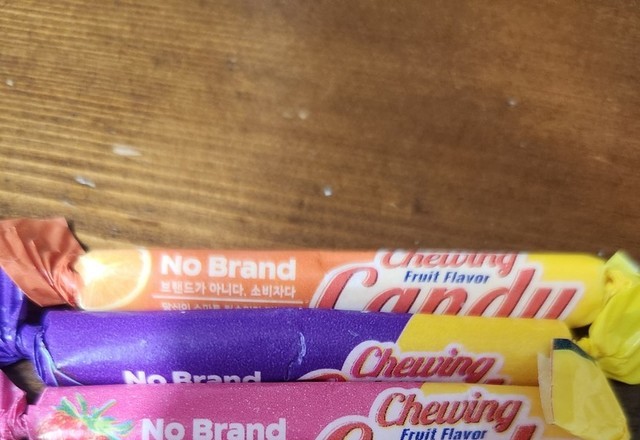 No Brand
브랜드가 아니다. 소비자다
Chewing
Fruit Flavor
Candy
No Brand
Chewing
No Brand
Chewing
Fruit Flavor